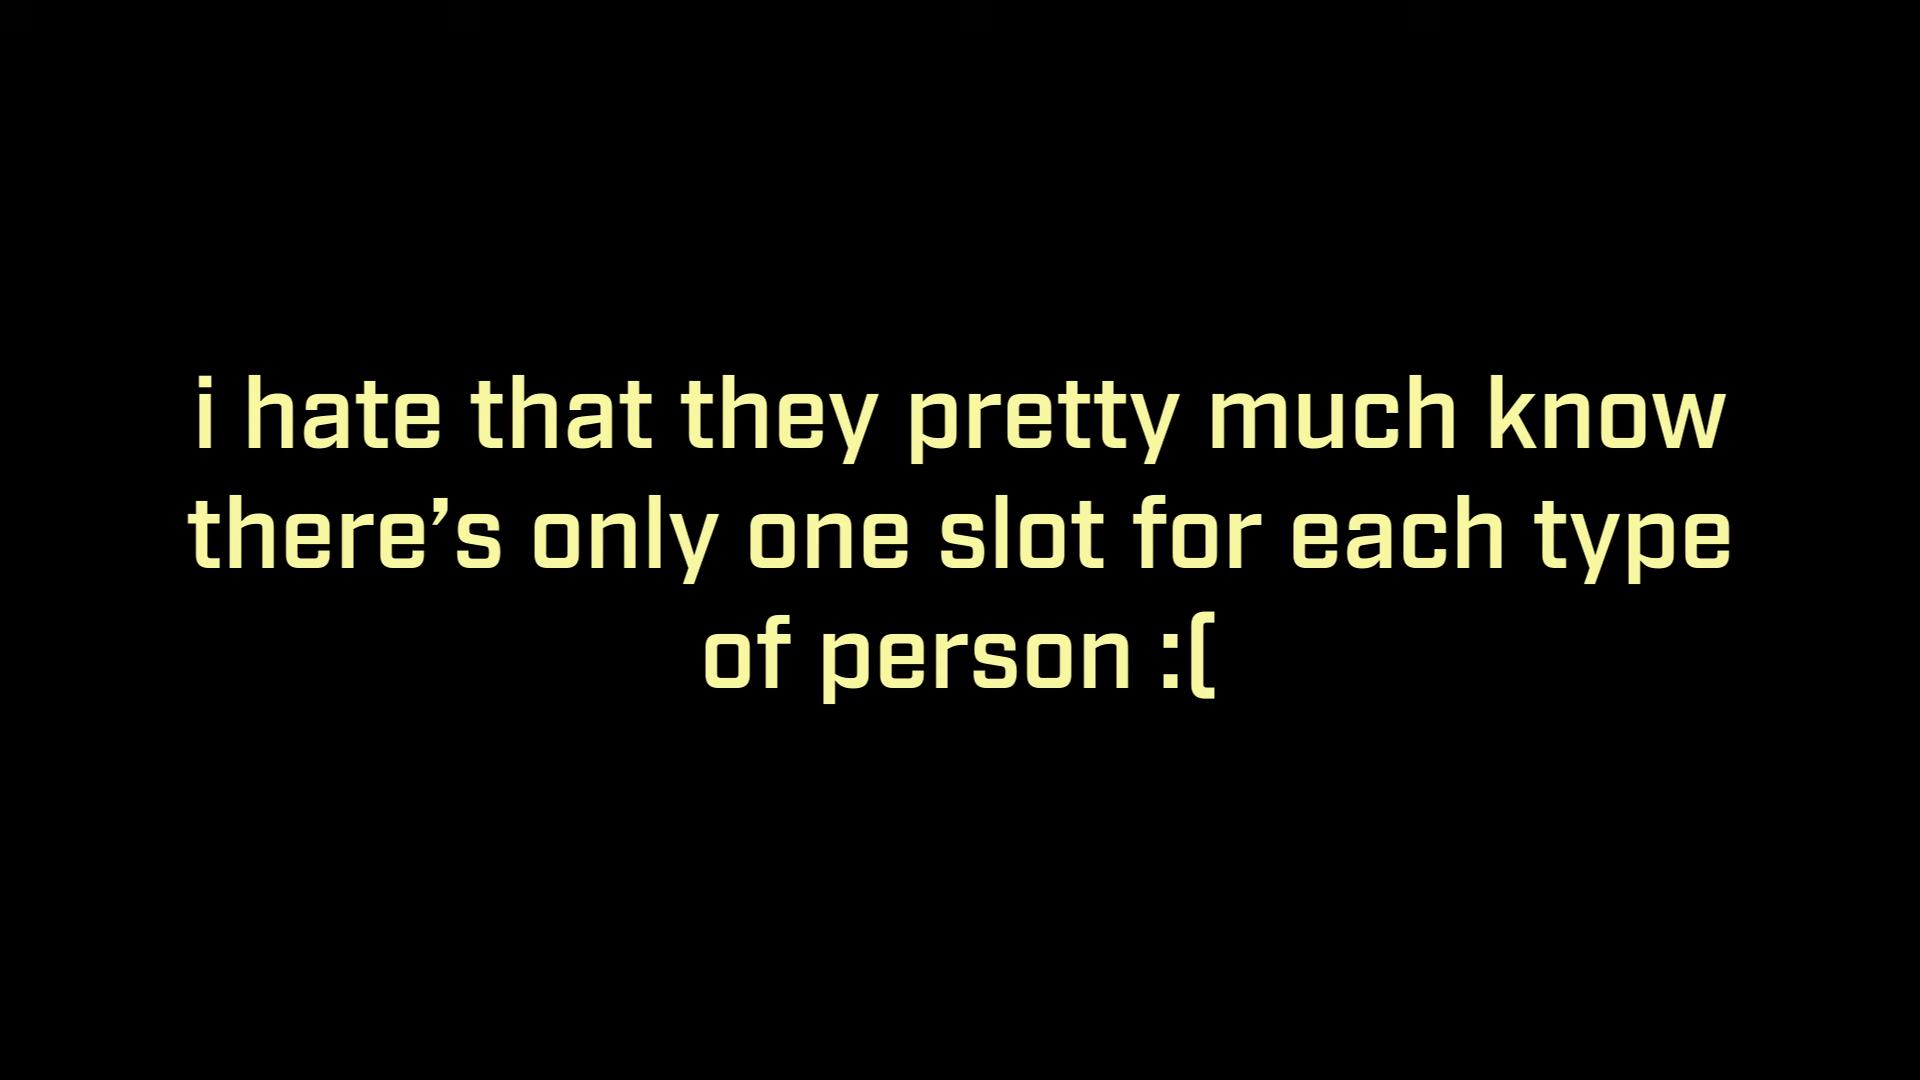 i hate that they pretty much know
there’s only one slot for each type
of person :(